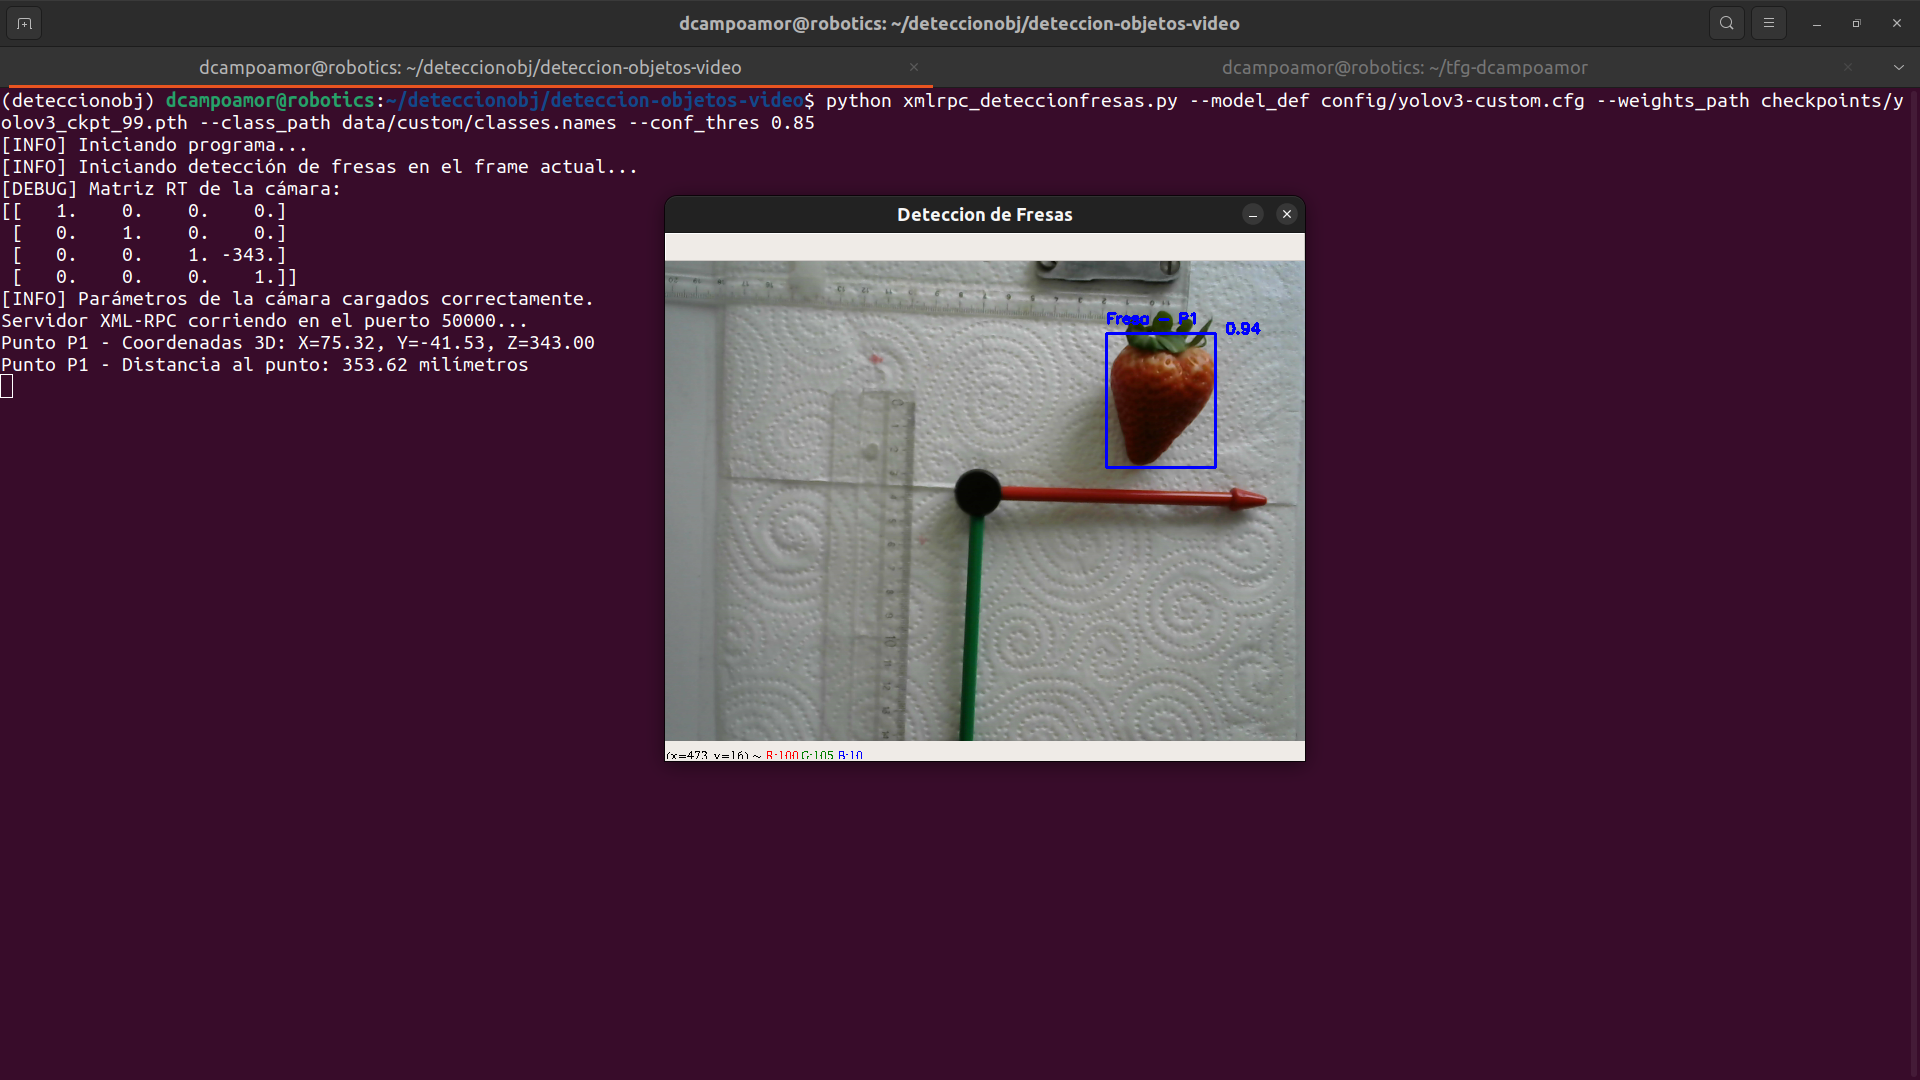 dcampoamor@robotics: ~/deteccionobj/deteccion-objetos-video
dcampoamor@robotics: ~/deteccionobj/deteccion-objetos-video
dcampoamor@robotics: ~/tfg-dcampoamor
(deteccionobj) dcampoamor@robotics:~/deteccionobj/deteccion-objetos-video$ python xmlrpc_deteccionfresas.py --model_def config/yolov3-custom.cfg --weights_path checkpoints/y
olov3_ckpt_99.pth --class_path data/custom/classes.names --conf_thres 0.85
[INFO] Iniciando programa...
[INFO] Iniciando detección de fresas en el frame actual...
[DEBUG] Matriz RT de la cámara:
[[   1.    0.    0.    0.]
 [   0.    1.    0.    0.]
 [   0.    0.    1. -343.]
 [   0.    0.    0.    1.]]
[INFO] Parámetros de la cámara cargados correctamente.
Servidor XML-RPC corriendo en el puerto 50000...
Punto P1 - Coordenadas 3D: X=75.32, Y=-41.53, Z=343.00
Punto P1 - Distancia al punto: 353.62 milímetros
Deteccion de Fresas
Fresa - P1
0.94
(x=473, y=16) ~ R:100 G:105 B:10